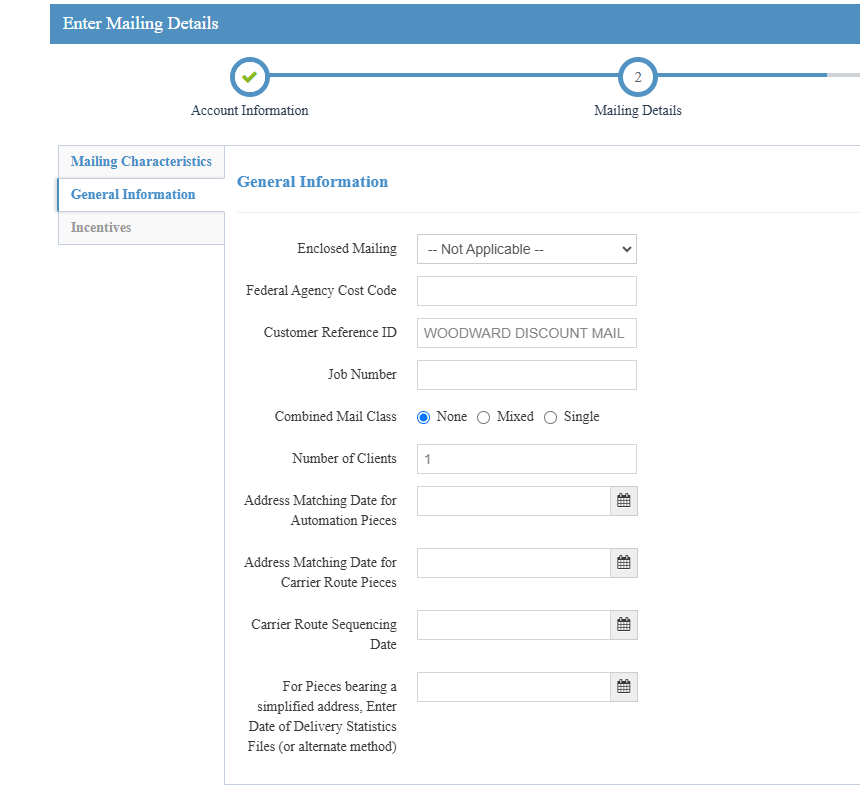 Enter Mailing Details
2
Account Information
Mailing Details
Mailing Characteristics
General Information
Incentives
General Information
Enclosed Mailing
-- Not Applicable --
Federal Agency Cost Code
Customer Reference ID
WOODWARD DISCOUNT MAIL
Job Number
Combined Mail Class
None Mixed Single
Number of Clients
1
Address Matching Date for
Automation Pieces
Address Matching Date for
Carrier Route Pieces
Carrier Route Sequencing
Date
For Pieces bearing a
simplified address, Enter
Date of Delivery Statistics
Files (or alternate method)